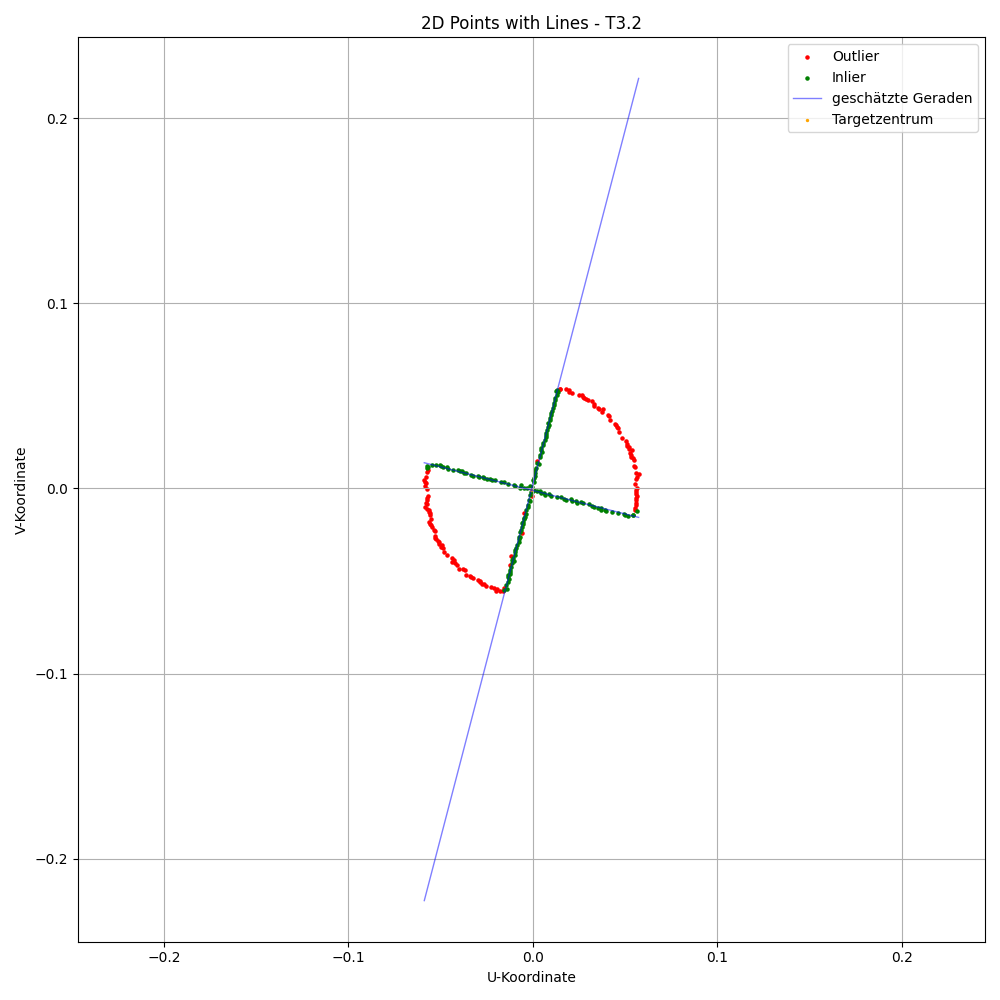 2D Points with Lines - T3.2
Outlier
Inlier
geschätzte Geraden
Targetzentrum
V-Koordinate
0.2
0.1
0.0
−0.1
−0.2
−0.2
−0.1
0.0
0.1
0.2
U-Koordinate